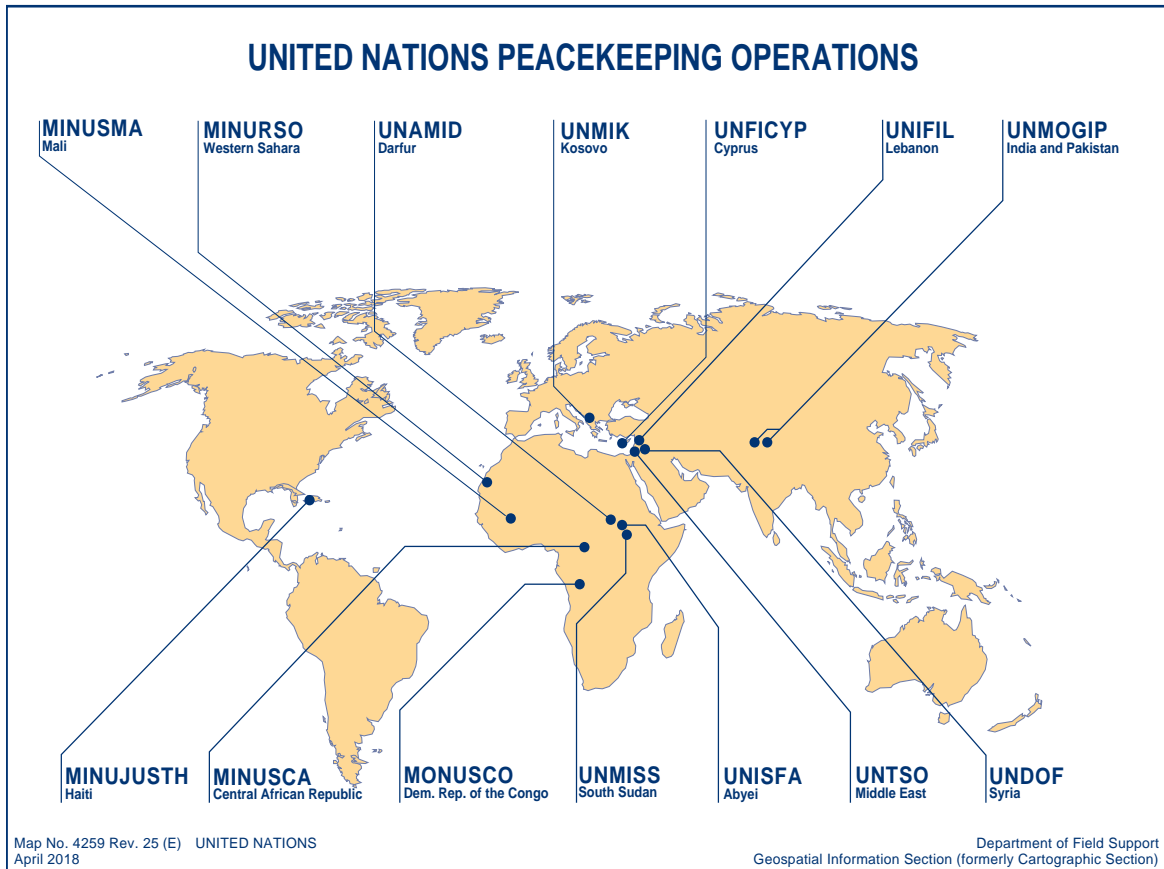 UNITED NATIONS PEACEKEEPING OPERATIONS
MINUSMA
Mali
MINURSO
Western Sahara
UNAMID
Darfur
UNMIK
Kosovo
UNFICYP
Cyprus
UNIFIL
Lebanon
UNMOGIP
India and Pakistan
MINUJUSTH
Haiti
MINUSCA
Central African Republic
MONUSCO
Dem. Rep. of the Congo
UNMISS
South Sudan
UNISFA
Abyei
UNTSO
Middle East
UNDOF
Syria
Map No. 4259 Rev. 25 (E) UNITED NATIONS
April 2018
Department of Field Support
Geospatial Information Section (formerly Cartographic Section)